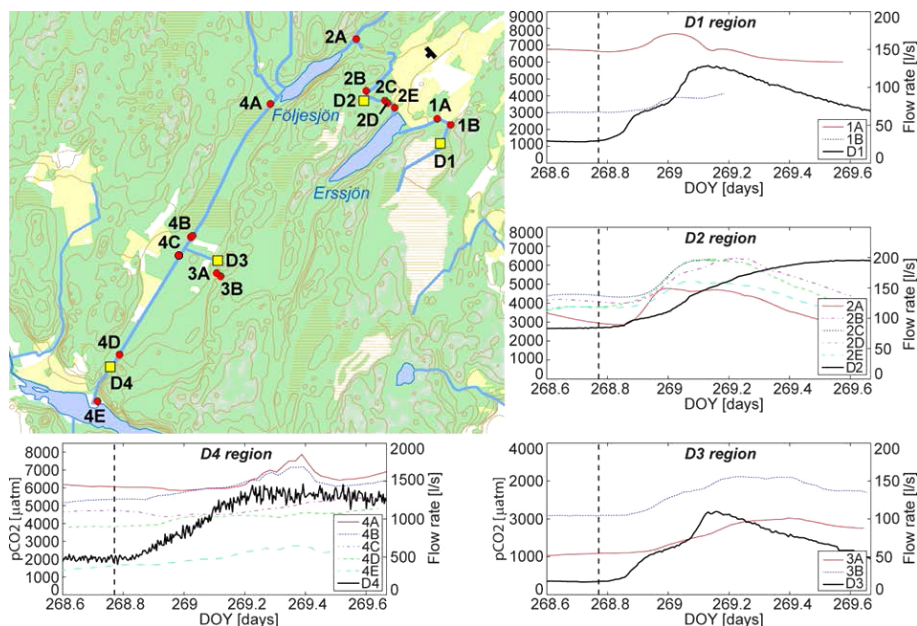 2A
2B
2C
D2
2E
2D
1A
1B
D1
4A
Följesjön
Erssjön
4B
4C
D3
3A
3B
4D
D4
4E
D1 region
9000
8000
7000
6000
5000
4000
3000
2000
1000
0
200
150
100
50
0
Flow rate [l/s]
1A
1B
D1
268.6 268.8 269 269.2 269.4 269.6
DOY [days]
D2 region
9000
8000
7000
6000
5000
4000
3000
2000
1000
0
250
200
150
100
50
0
Flow rate [l/s]
2A
2B
2C
2D
2E
D2
268.6 268.8 269 269.2 269.4 269.6
DOY [days]
D4 region
8000
7000
6000
5000
4000
3000
2000
1000
0
pCO2 [µatm]
2000
1500
1000
500
0
Flow rate [l/s]
4A
4B
4C
4D
4E
D4
268.6 268.8 269 269.2 269.4 269.6
DOY [days]
D3 region
4000
2000
3000
1000
0
pCO2 [µatm]
200
150
100
50
0
Flow rate [l/s]
3A
3B
D3
268.6 268.8 269 269.2 269.4 269.6
DOY [days]